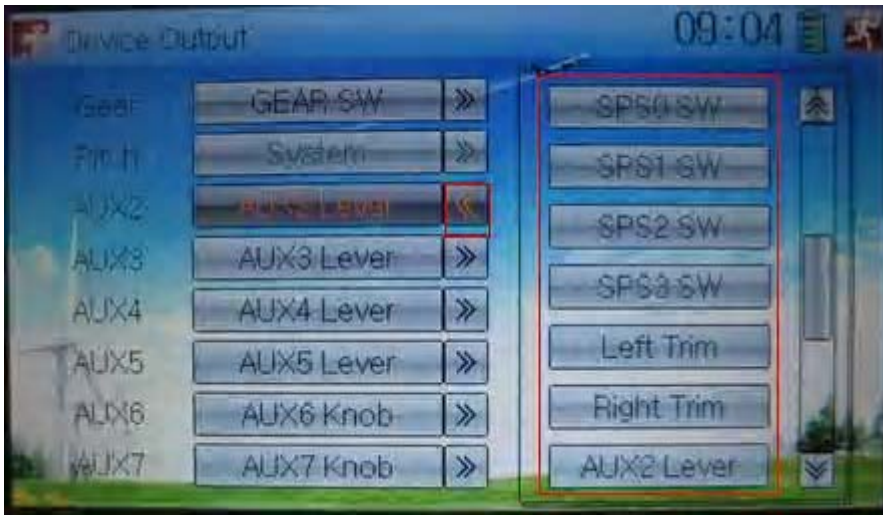 Device Output 09:04
Gear GEAR SW » SPS0 SW
Pitch System » SPS1 SW
AUX2 AUX2 Lever « SPS2 SW
AUX3 AUX3 Lever » SPS3 SW
AUX4 AUX4 Lever » Left Trim
AUX5 AUX5 Lever » Right Trim
AUX6 AUX6 Knob » AUX2 Lever
AUX7 AUX7 Knob »